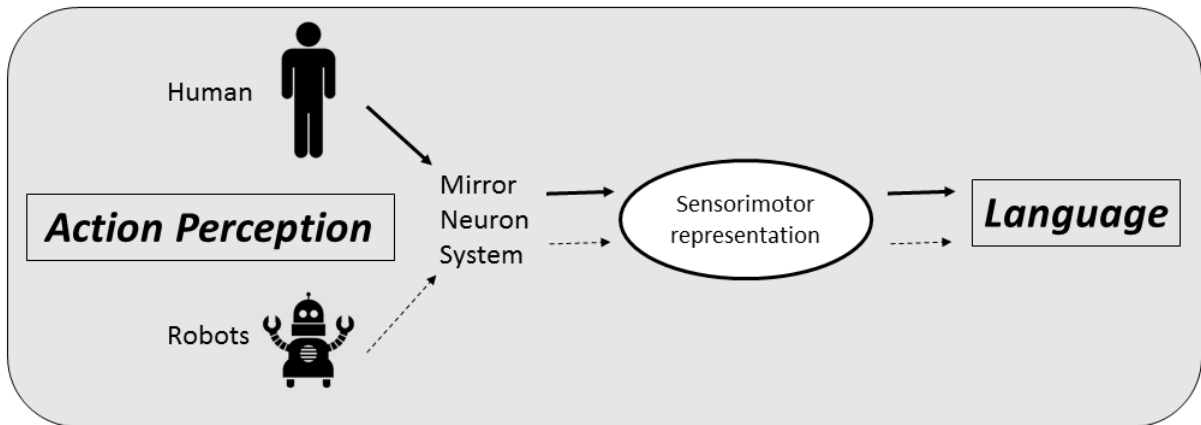 Human
Action Perception
Robots
Mirror
Neuron
System
Sensorimotor
representation
Language